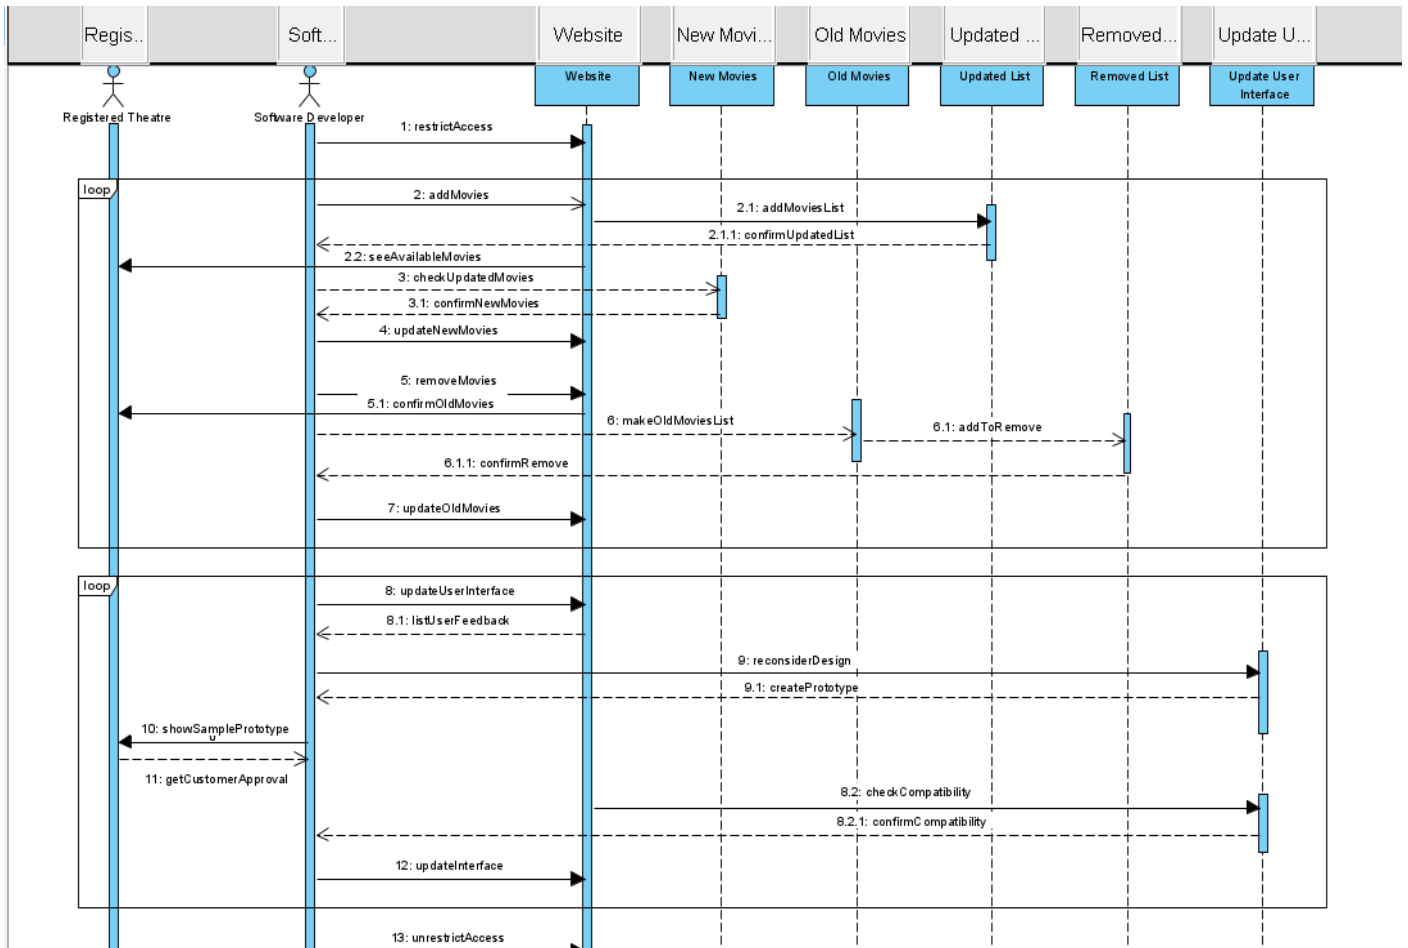 Regis..
Soft...
Website
New Movi...
Old Movies
Updated ...
Removed...
Update U...
Website
New Movies
Old Movies
Updated List
Removed List
Update User
Interface
Registered Theatre
Software Developer
1: restrictAccess
loop
2: addMovies
2.1: addMoviesList
2.1.1: confirmUpdatedList
2.2: seeAvailableMovies
3: checkUpdatedMovies
3.1: confirmNewMovies
4: updateNewMovies
5: removeMovies
5.1: confirmOldMovies
6: makeOldMoviesList
6.1: addToRemove
6.1.1: confirmRemove
7: updateOldMovies
loop
8: updateUserInterface
8.1: listUserFeedback
9: reconsiderDesign
9.1: createPrototype
10: showSamplePrototype
11: getCustomerApproval
8.2: checkCompatibility
8.2.1: confirmCompatibility
12: updateInterface
13: unrestrictAccess